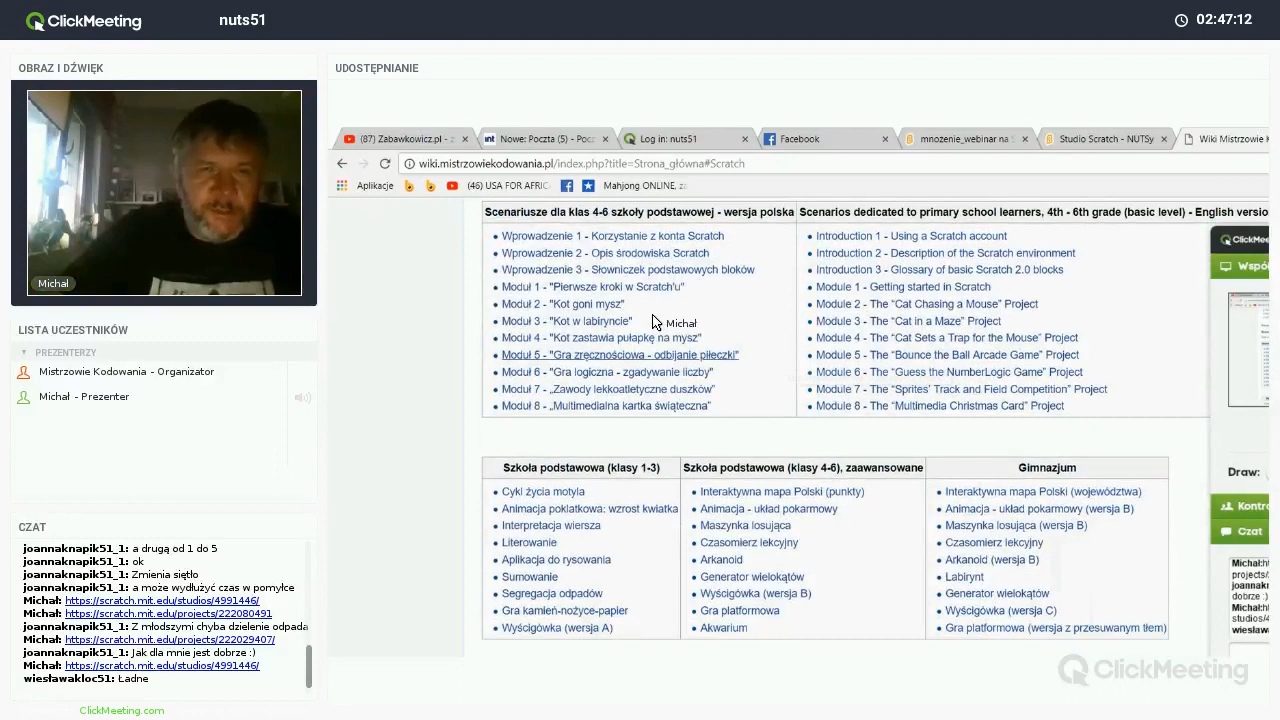 ClickMeeting
nuts51
02:47:12
OBRAZ I DŹWIĘK
Michał
LISTA UCZESTNIKÓW
PREZENTERZY
Mistrzowie Kodowania - Organizator
Michał - Prezenter
CZAT
joannaknapik51_1: a drugą od 1 do 5
joannaknapik51_1: ok
joannaknapik51_1: Zmienia siętło
joannaknapik51_1: a może wydłużyć czas w pomyłce
Michał: https://scratch.mit.edu/studios/4991446/
Michał: https://scratch.mit.edu/projects/222080491
joannaknapik51_1: Z młodszymi chyba dzielenie odpada
Michał: https://scratch.mit.edu/projects/222029407/
joannaknapik51_1: Jak dla mnie jest dobrze :)
Michał: https://scratch.mit.edu/studios/4991446/
wiesławakloc51: Ładne
ClickMeeting.com
UDOSTĘPNIANIE
(87) Zabawkowicz.pl - z
Nowe: Poczta (5) - Pocz
Log in: nuts51
Facebook
mnozenie_webinar na S
Studio Scratch - NUTSy
Wiki Mistrzowie K
wiki.mistrzowiekodowania.pl/index.php?title=Strona_główna#Scratch
Aplikacje
(46) USA FOR AFRIC
Mahjong ONLINE, za
Scenariusze dla klas 4-6 szkoły podstawowej - wersja polska
Wprowadzenie 1 - Korzystanie z konta Scratch
Wprowadzenie 2 - Opis środowiska Scratch
Wprowadzenie 3 - Słowniczek podstawowych bloków
Moduł 1 - "Pierwsze kroki w Scratch'u"
Moduł 2 - "Kot goni mysz"
Moduł 3 - "Kot w labiryncie"
Moduł 4 - "Kot zastawia pułapkę na mysz"
Moduł 5 - "Gra zręcznościowa - odbijanie piłeczki"
Moduł 6 - "Gra logiczna - zgadywanie liczby"
Moduł 7 - „Zawody lekkoatletyczne duszków”
Moduł 8 - „Multimedialna kartka świąteczna”
Michał
Scenarios dedicated to primary school learners, 4th - 6th grade (basic level) - English versio
Introduction 1 - Using a Scratch account
Introduction 2 - Description of the Scratch environment
Introduction 3 - Glossary of basic Scratch 2.0 blocks
Module 1 - Getting started in Scratch
Module 2 - The “Cat Chasing a Mouse” Project
Module 3 - The “Cat in a Maze” Project
Module 4 - The “Cat Sets a Trap for the Mouse” Project
Module 5 - The “Bounce the Ball Arcade Game” Project
Module 6 - The “Guess the NumberLogic Game” Project
Module 7 - The “Sprites’ Track and Field Competition” Project
Module 8 - The “Multimedia Christmas Card” Project
Szkoła podstawowa (klasy 1-3)
Cykl życia motyla
Animacja poklatkowa: wzrost kwiatka
Interpretacja wiersza
Literowanie
Aplikacja do rysowania
Sumowanie
Segregacja odpadów
Gra kamień-nożyce-papier
Wyścigówka (wersja A)
Szkoła podstawowa (klasy 4-6), zaawansowane
Interaktywna mapa Polski (punkty)
Animacja - układ pokarmowy
Maszynka losująca
Czasomierz lekcyjny
Arkanoid
Generator wielokątów
Wyścigówka (wersja B)
Gra platformowa
Akwarium
Gimnazjum
Interaktywna mapa Polski (województwa)
Animacja - układ pokarmowy (wersja B)
Maszynka losująca (wersja B)
Czasomierz lekcyjny
Arkanoid (wersja B)
Labirynt
Generator wielokątów
Wyścigówka (wersja C)
Gra platformowa (wersja z przesuwanym tłem)
ClickMee
Współ
Draw:
Kontro
Czat
Michał:ht
projects/
joannak
dobrze :)
Michał:ht
studios/4
wiesława
ClickMeeting